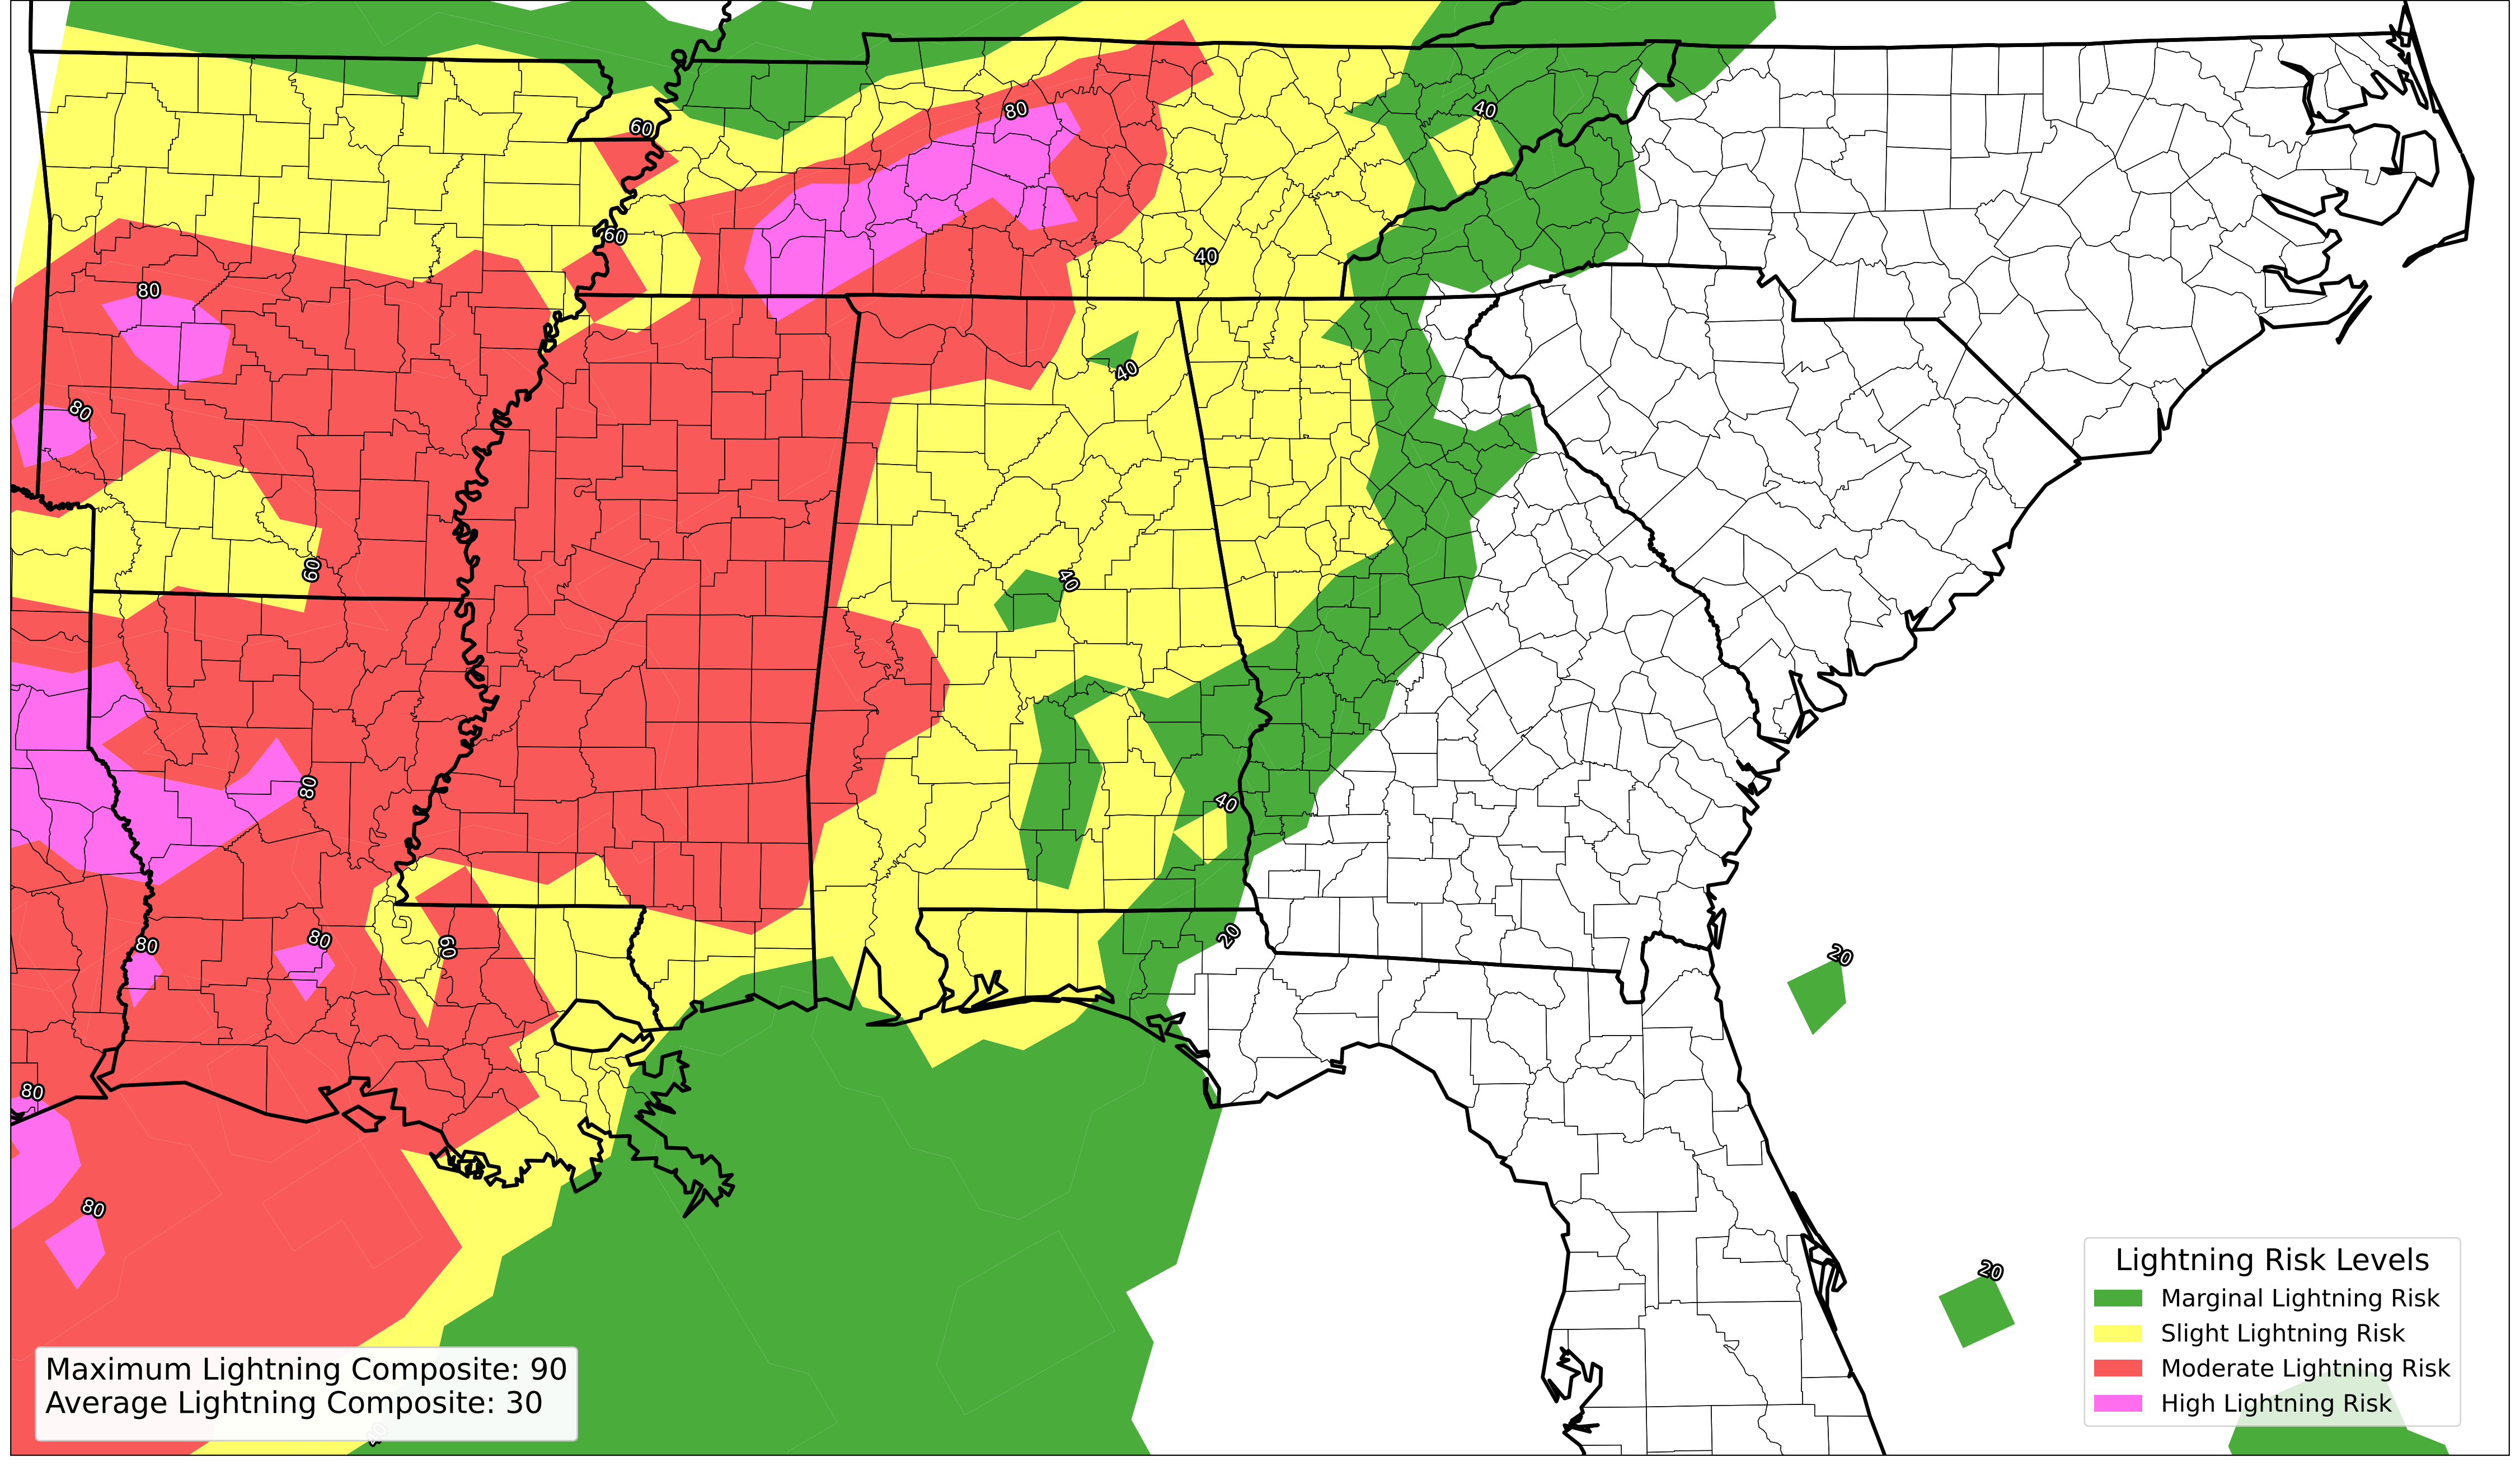 40
60
80
60
40
80
40
80
60
40
80
40
20
80
80
60
20
80
80
20
Lightning Risk Levels
Marginal Lightning Risk
Slight Lightning Risk
Moderate Lightning Risk
High Lightning Risk
Maximum Lightning Composite: 90
Average Lightning Composite: 30